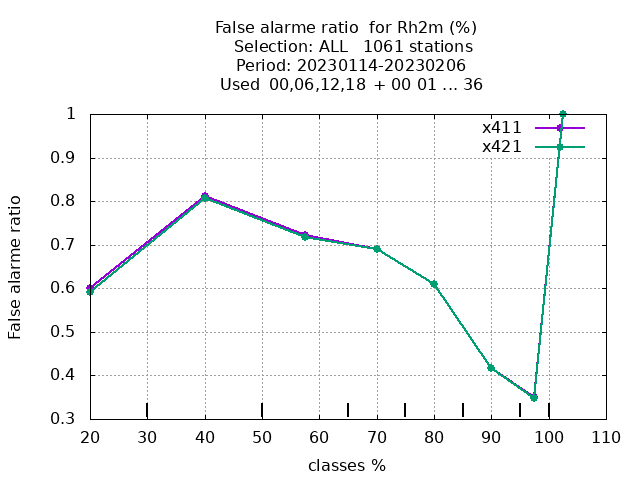 False alarme ratio  for Rh2m (%)
Selection: ALL   1061 stations
Period: 20230114-20230206
Used  00,06,12,18  + 00 01 ... 36
x411
x421
1
0.9
0.8
0.7
0.6
0.5
0.4
0.3
False alarme ratio
20 30 40 50 60 70 80 90 100 110
classes %